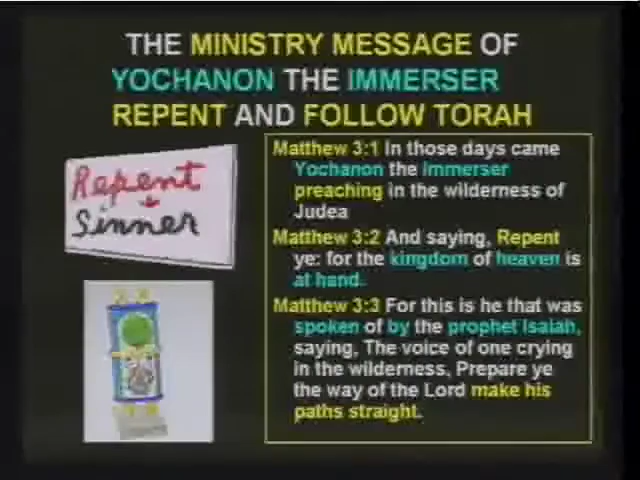 THE MINISTRY MESSAGE OF
YOCHANON THE IMMERSER
REPENT AND FOLLOW TORAH
Repent
Sinner
Matthew 3:1 In those days came
Yochanon the Immerser
preaching in the wilderness of
Judea
Matthew 3:2 And saying, Repent
ye: for the kingdom of heaven is
at hand.
Matthew 3:3 For this is he that was
spoken of by the prophet Isaiah,
saying, The voice of one crying
in the wilderness, Prepare ye
the way of the Lord make his
paths straight.